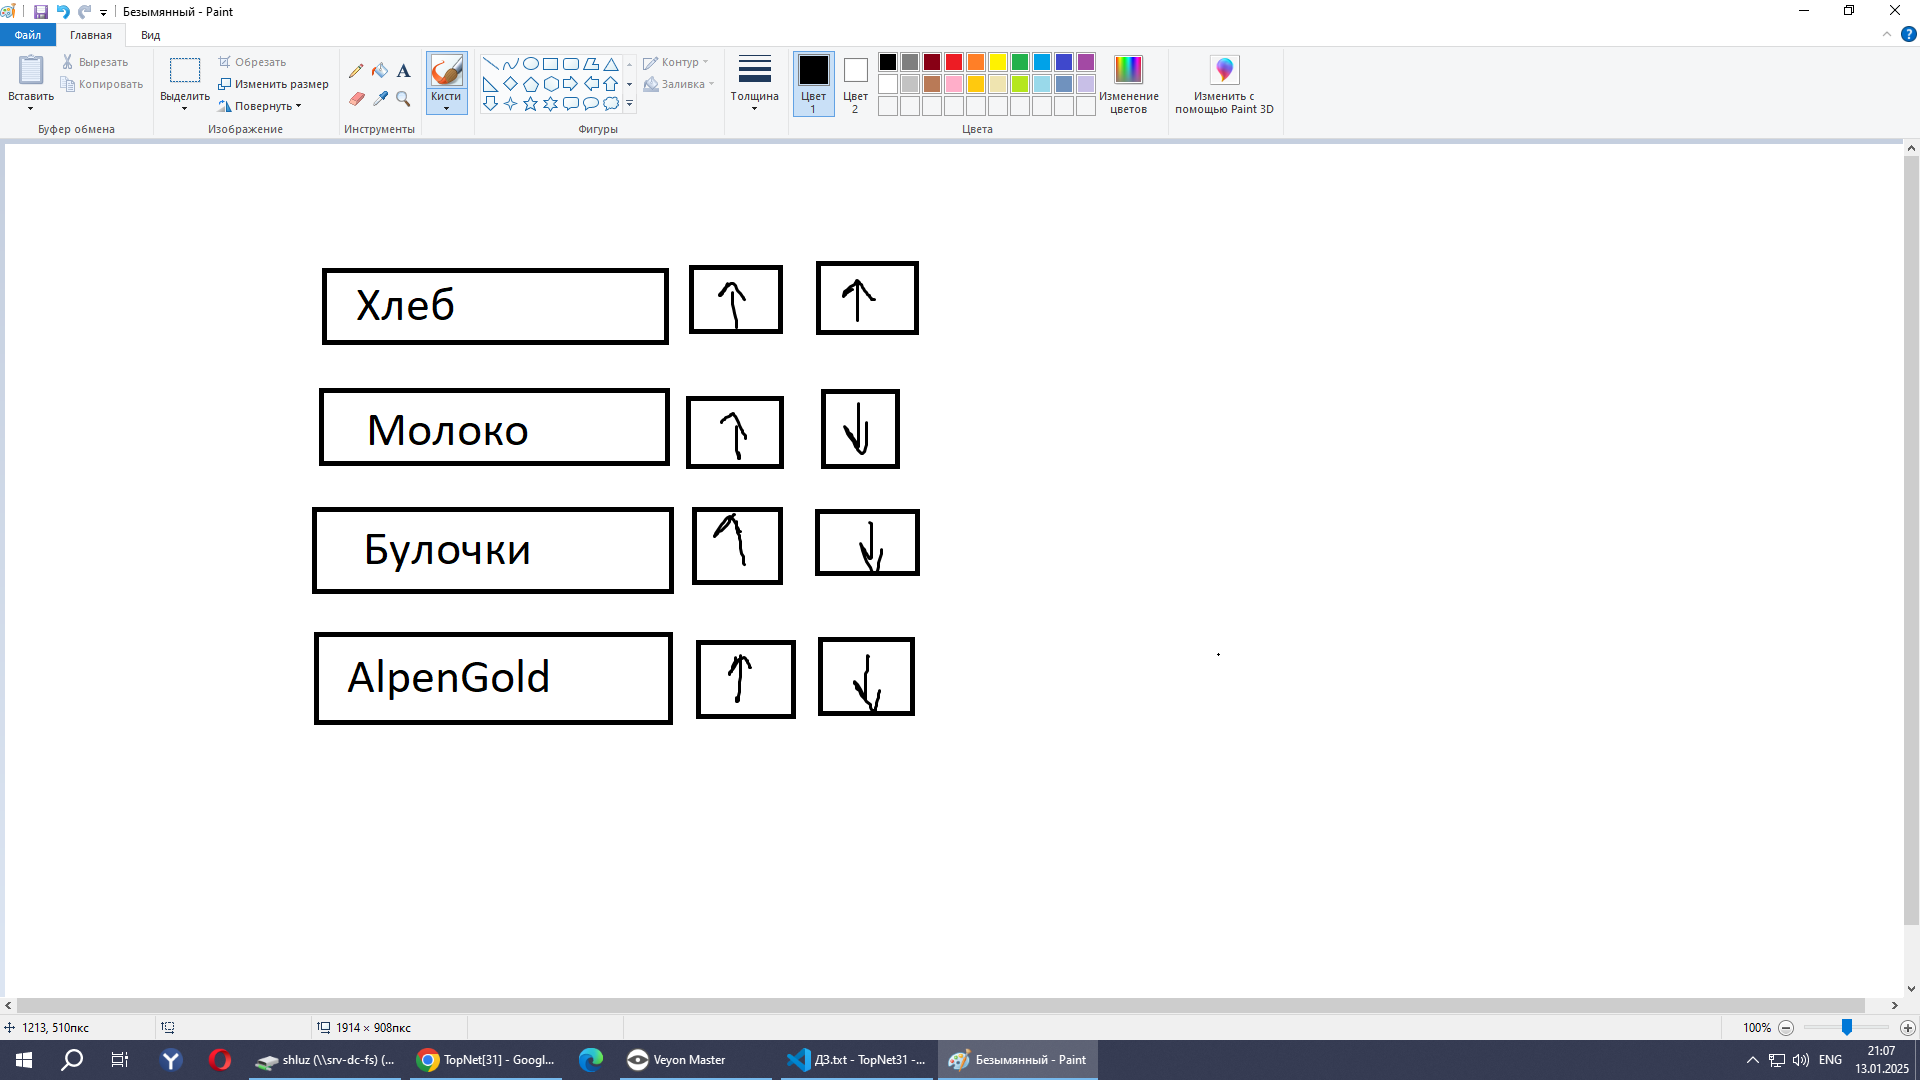 Безымянный - Paint
Файл Главная Вид
Вставить
Вырезать
Копировать
Буфер обмена
Выделить
Обрезать
Изменить размер
Повернуть
Изображение
A
Инструменты
Кисти
Контур
Заливка
Фигуры
Толщина
Цвет 1
Цвет 2
Изменение цветов
Цвета
Изменить с помощью Paint 3D
Хлеб
Молоко
Булочки
AlpenGold
1213, 510пкс
1914 × 908пкс
100%
shluz (\\srv-dc-fs) (...
TopNet[31] - Googl...
Veyon Master
ДЗ.txt - TopNet31 -...
Безымянный - Paint
ENG
21:07
13.01.2025